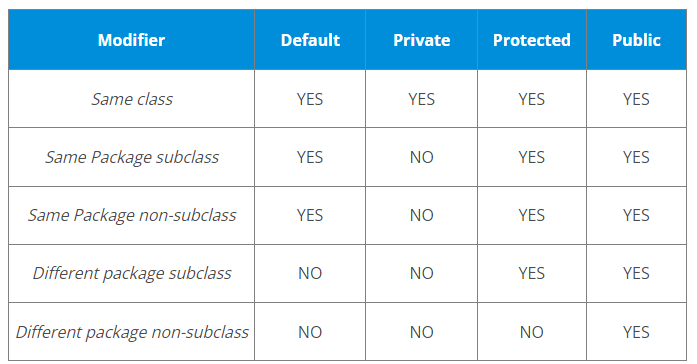 Modifier Default Private Protected Public
Same class YES YES YES YES
Same Package subclass YES NO YES YES
Same Package non-subclass YES NO YES YES
Different package subclass NO NO YES YES
Different package non-subclass NO NO NO YES